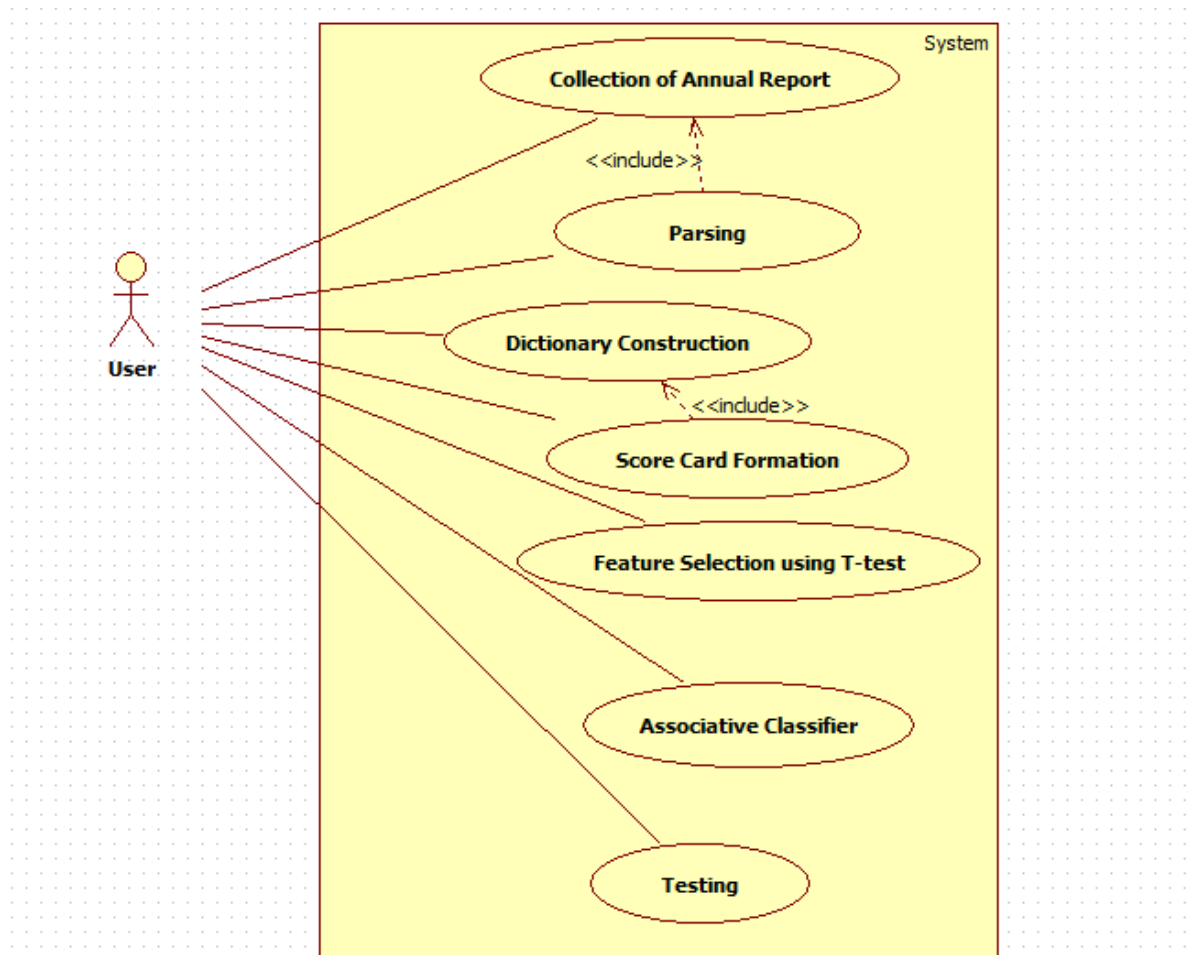 System
Collection of Annual Report
<<include>>
Parsing
User
Dictionary Construction
<<include>>
Score Card Formation
Feature Selection using T-test
Associative Classifier
Testing